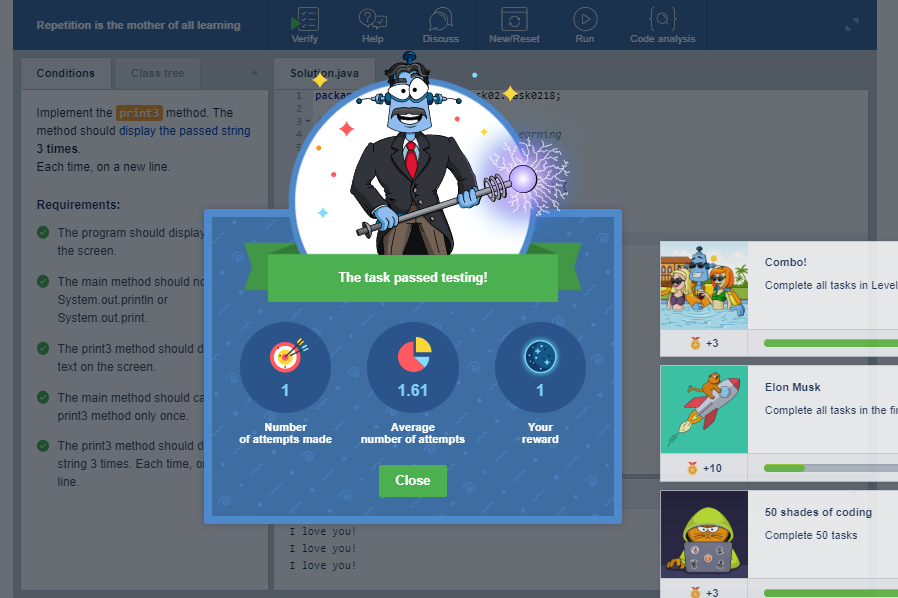 Repetition is the mother of all learning
Verify
Help
Discuss
New/Reset
Run
Code analysis
Conditions
Class tree
Solution.java
Implement the print3 method. The
method should display the passed string
3 times.
Each time, on a new line.
Requirements:
The program should display
the screen.
The main method should
System.out.println or
System.out.print.
The print3 method should
text on the screen.
The main method should
print3 method only once.
The print3 method should
string 3 times. Each time,
line.
1
2
3
4
The task passed testing!
1
Number
of attempts made
1.61
Average
number of attempts
1
Your
reward
Close
I love you!
I love you!
I love you!
Combo!
Complete all tasks in Level
+3
Elon Musk
Complete all tasks in the
+10
50 shades of coding
Complete 50 tasks
+3